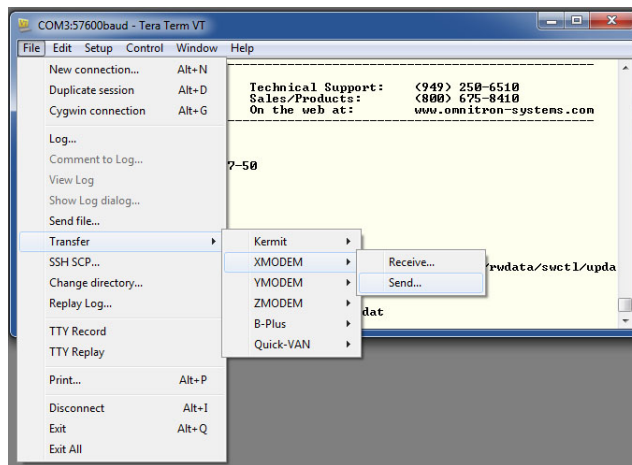 COM3:57600baud - Tera Term VT
File Edit Setup Control Window Help
New connection... Alt+N
Duplicate session Alt+D
Cygwin connection Alt+G
Log...
Comment to Log...
View Log
Show Log dialog...
Send file...
Transfer
SSH SCP...
Change directory...
Replay Log...
TTY Record
TTY Replay
Print... Alt+P
Disconnect Alt+I
Exit Alt+Q
Exit All
Kermit
XMODEM
YMODEM
ZMODEM
B-Plus
Quick-VAN
Receive...
Send...
Technical Support: (949) 250-6510
Sales/Products: (800) 675-8410
On the web at: www.omnitron-systems.com
7-50
/rwdata/swctl/upda
dat